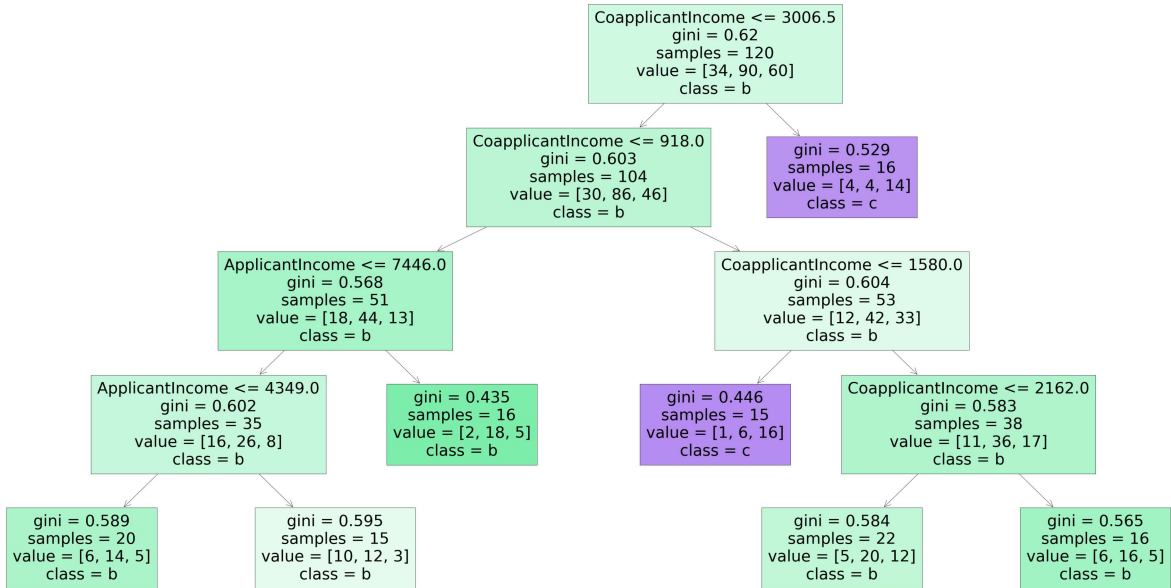 CoapplicantIncome <= 3006.5
gini = 0.62
samples = 120
value = [34, 90, 60]
class = b
CoapplicantIncome <= 918.0
gini = 0.603
samples = 104
value = [30, 86, 46]
class = b
gini = 0.529
samples = 16
value = [4, 4, 14]
class = c
ApplicantIncome <= 7446.0
gini = 0.568
samples = 51
value = [18, 44, 13]
class = b
CoapplicantIncome <= 1580.0
gini = 0.604
samples = 53
value = [12, 42, 33]
class = b
ApplicantIncome <= 4349.0
gini = 0.602
samples = 35
value = [16, 26, 8]
class = b
gini = 0.435
samples = 16
value = [2, 18, 5]
class = b
gini = 0.446
samples = 15
value = [1, 6, 16]
class = c
CoapplicantIncome <= 2162.0
gini = 0.583
samples = 38
value = [11, 36, 17]
class = b
gini = 0.589
samples = 20
value = [6, 14, 5]
class = b
gini = 0.595
samples = 15
value = [10, 12, 3]
class = b
gini = 0.584
samples = 22
value = [5, 20, 12]
class = b
gini = 0.565
samples = 16
value = [6, 16, 5]
class = b